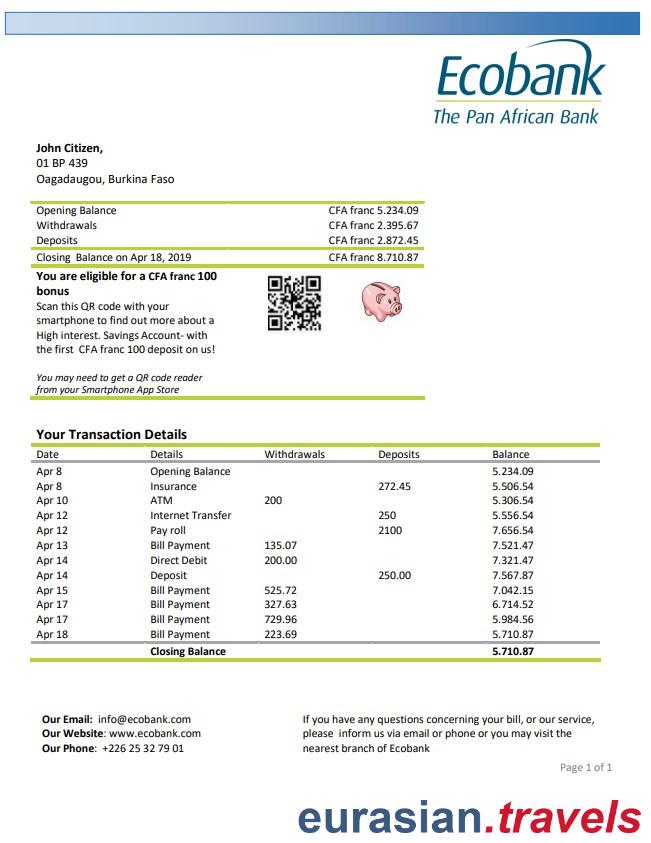 Ecobank
The Pan African Bank
John Citizen,
01 BP 439
Oagadaugou, Burkina Faso
Opening Balance CFA franc 5.234.09
Withdrawals CFA franc 2.395.67
Deposits CFA franc 2.872.45
Closing Balance on Apr 18, 2019 CFA franc 8.710.87
You are eligible for a CFA franc 100
bonus
Scan this QR code with your
smartphone to find out more about a
High interest. Savings Account- with
the first CFA franc 100 deposit on us!
You may need to get a QR code reader
from your Smartphone App Store
Your Transaction Details
Date Details Withdrawals Deposits Balance
Apr 8 Opening Balance 5.234.09
Apr 8 Insurance 272.45 5.506.54
Apr 10 ATM 200 5.306.54
Apr 12 Internet Transfer 250 5.556.54
Apr 12 Pay roll 2100 7.656.54
Apr 13 Bill Payment 135.07 7.521.47
Apr 14 Direct Debit 200.00 7.321.47
Apr 14 Deposit 250.00 7.567.87
Apr 15 Bill Payment 525.72 7.042.15
Apr 17 Bill Payment 327.63 6.714.52
Apr 17 Bill Payment 729.96 5.984.56
Apr 18 Bill Payment 223.69 5.710.87
Closing Balance 5.710.87
Our Email: info@ecobank.com
Our Website: www.ecobank.com
Our Phone: +226 25 32 79 01
If you have any questions concerning your bill, or our service,
please inform us via email or phone or you may visit the
nearest branch of Ecobank
Page 1 of 1
eurasian.travels